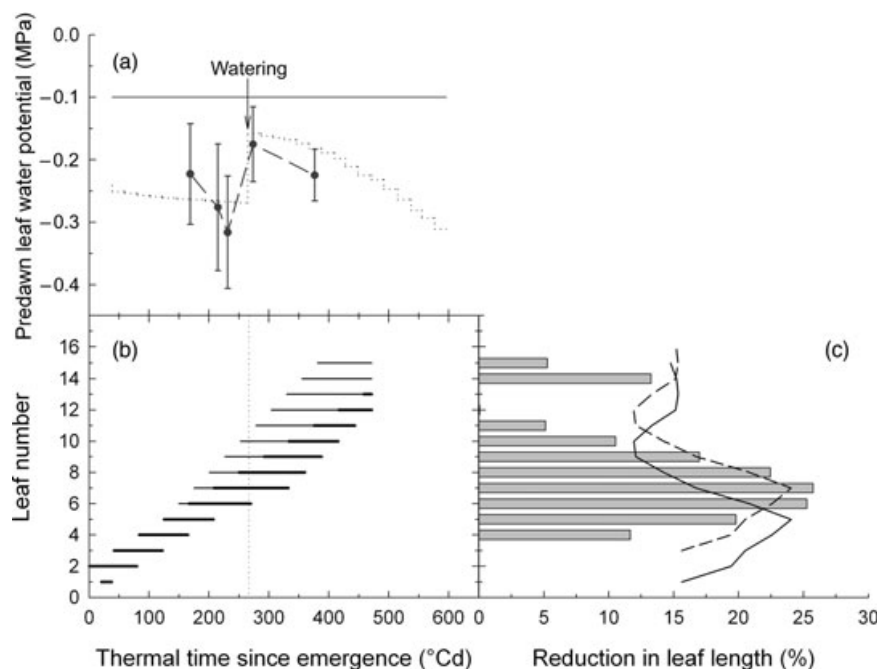 Predawn leaf water potential (MPa)
0.0
−0.1
−0.2
−0.3
−0.4
(a)
Watering
Leaf number
16
14
12
10
8
6
4
2
0
(b)
(c)
0 100 200 300 400 500 600
0 5 10 15 20 25 30
Thermal time since emergence (°Cd)
Reduction in leaf length (%)